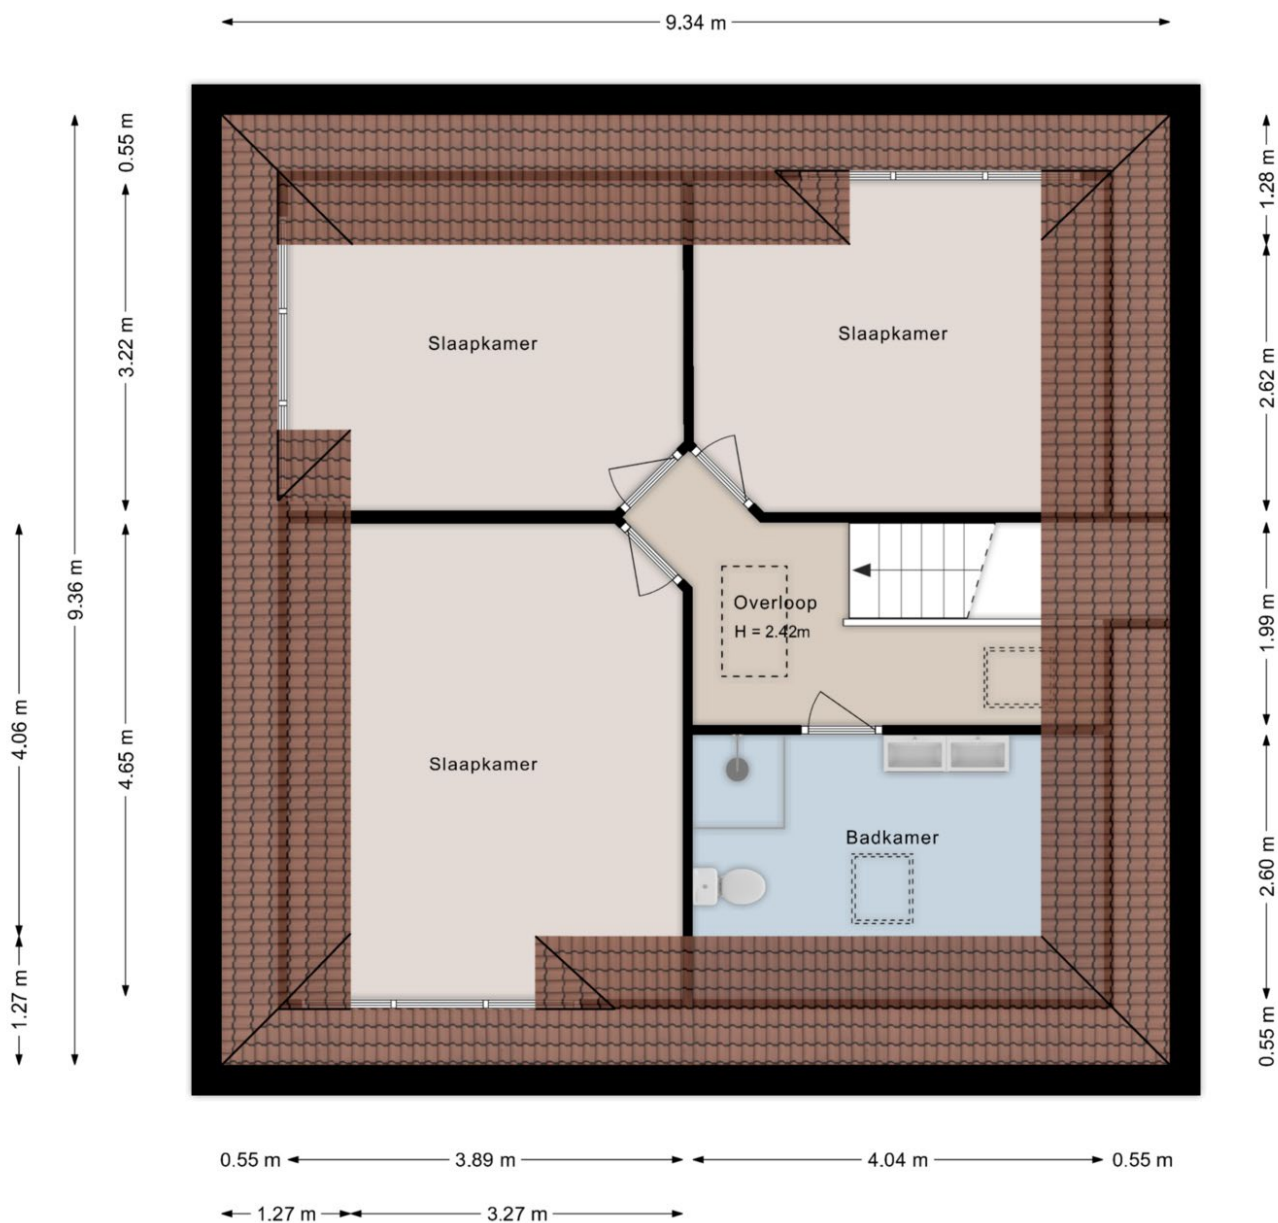 9.34 m
0.55 m
1.28 m
3.22 m
Slaapkamer
Slaapkamer
2.62 m
9.36 m
Overloop
H = 2.42m
1.99 m
4.06 m
4.65 m
Slaapkamer
Badkamer
2.60 m
1.27 m
0.55 m
0.55 m
3.89 m
4.04 m
0.55 m
1.27 m
3.27 m